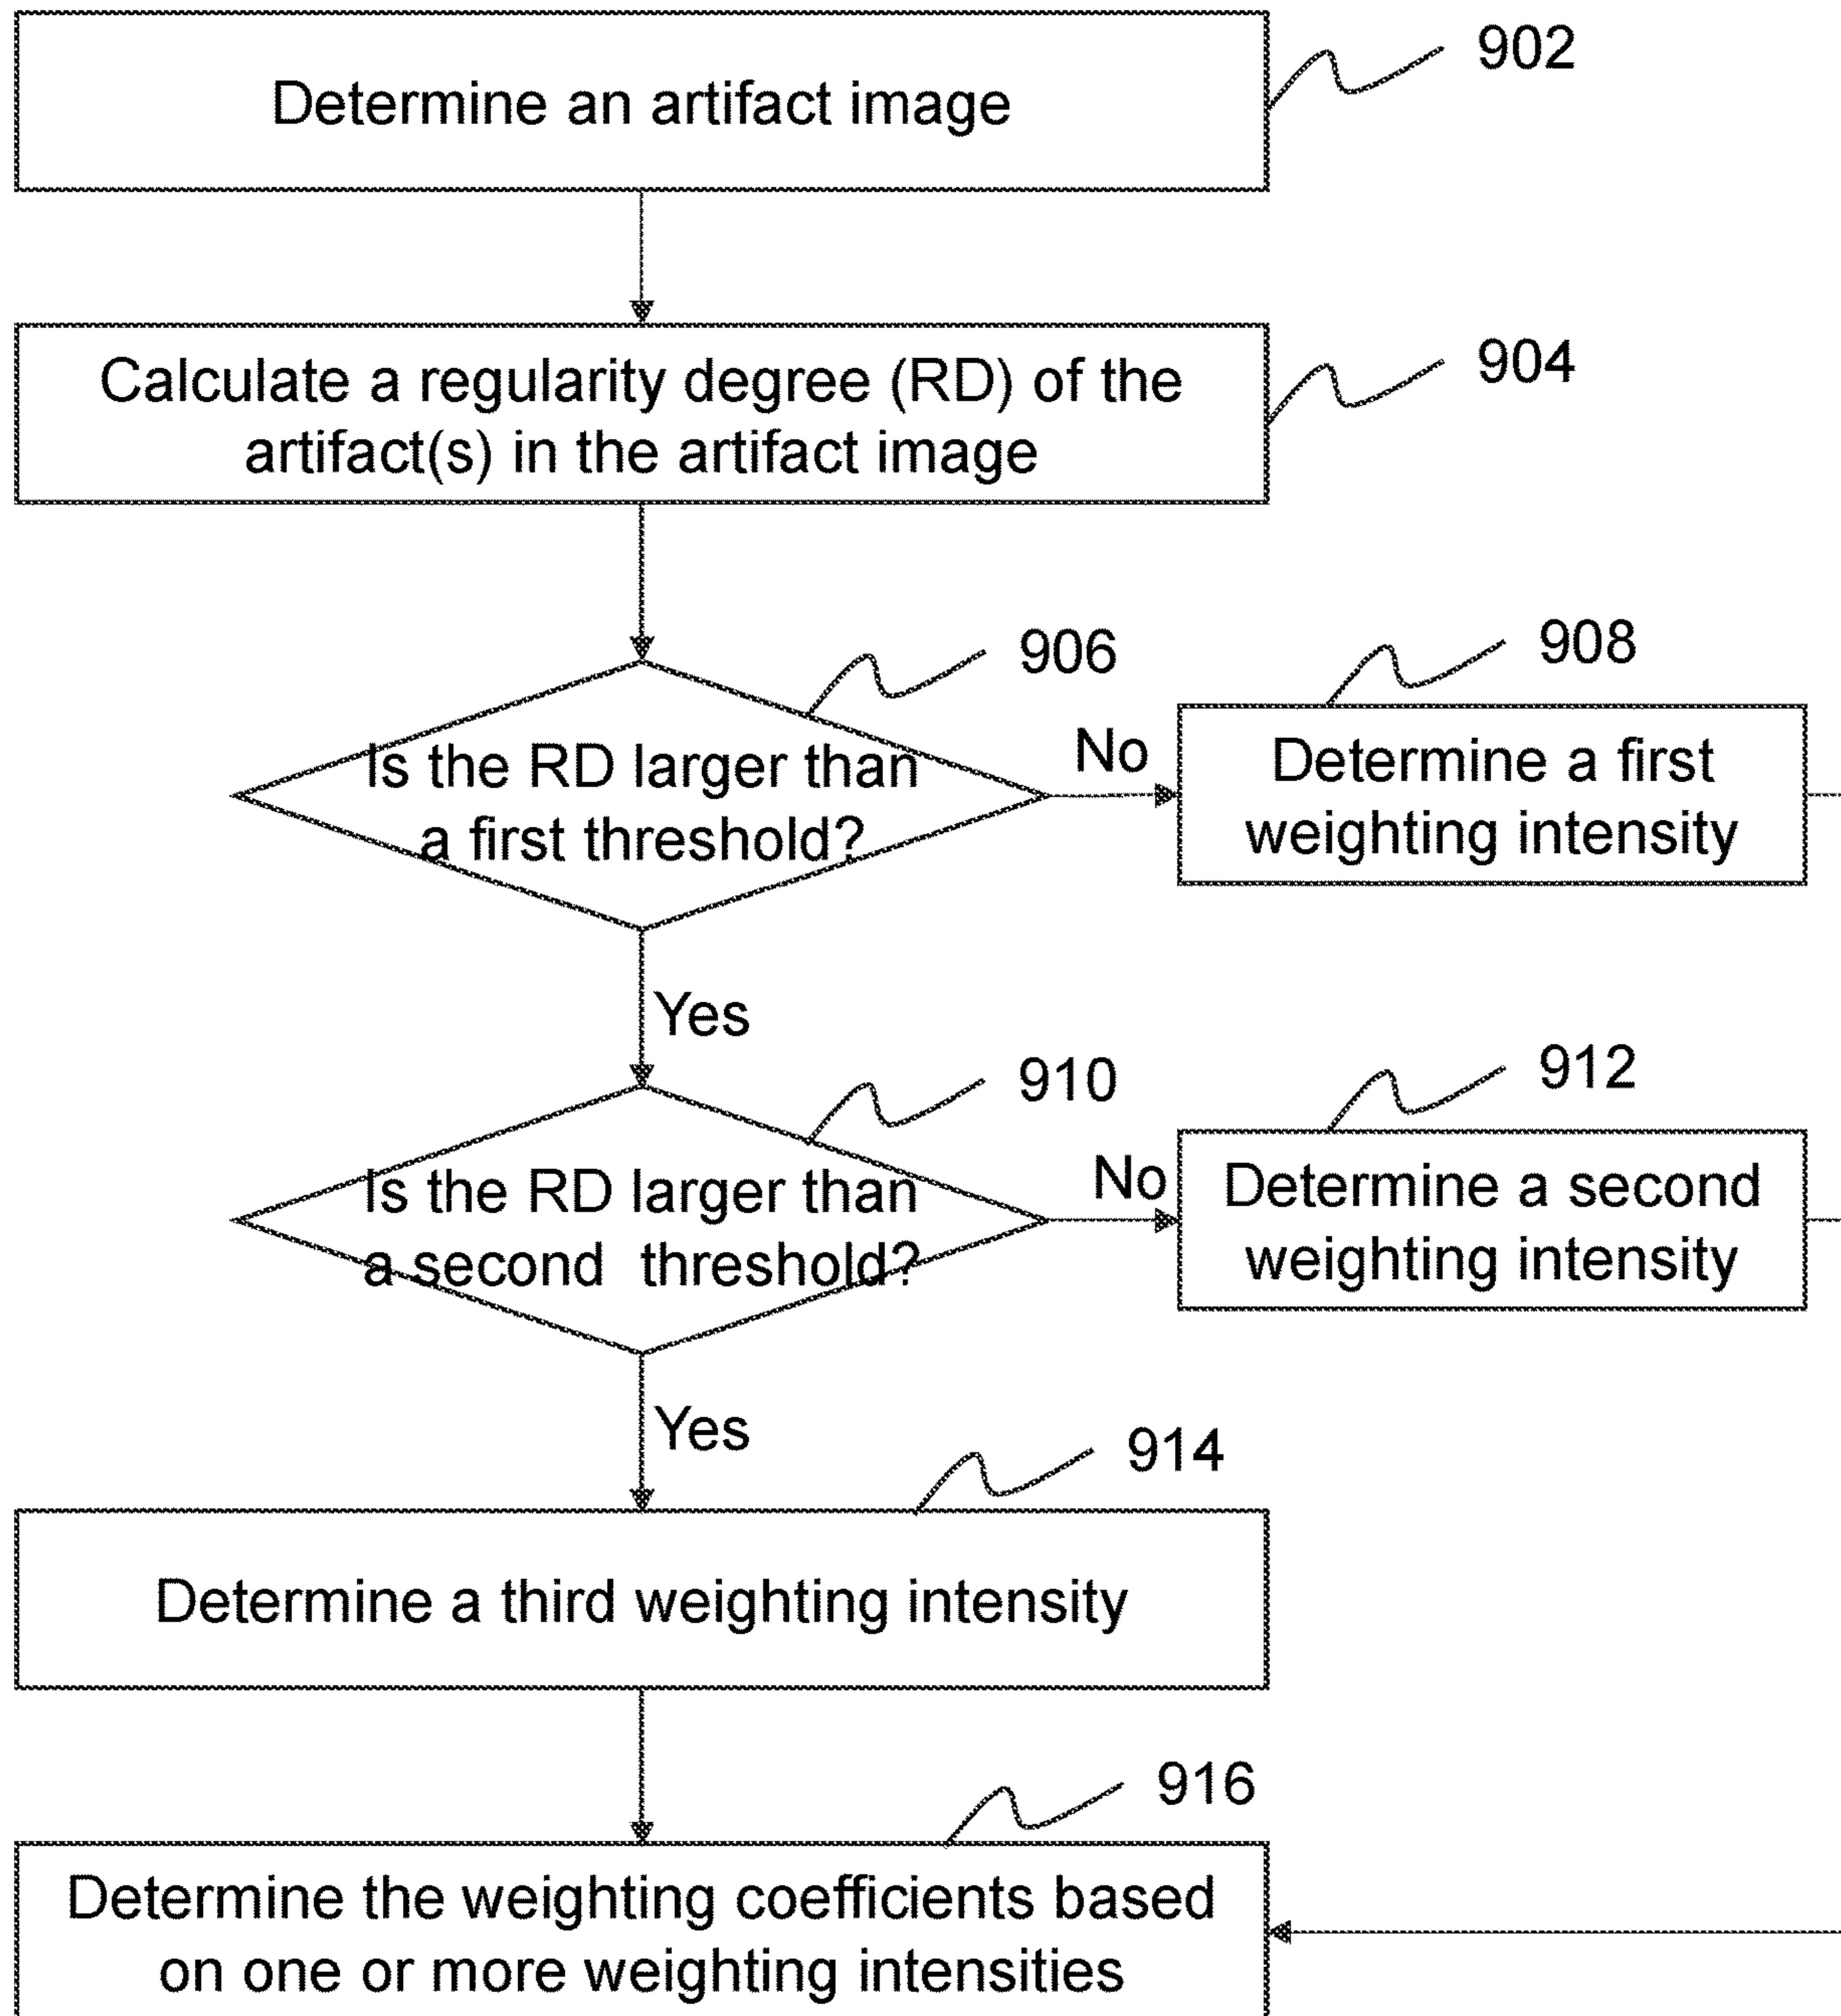 902
Determine an artifact image
904
Calculate a regularity degree (RD) of the
artifact(s) in the artifact image
906
908
Is the RD larger than
a first threshold?
No
Determine a first
weighting intensity
Yes
910
912
Is the RD larger than
a second threshold?
No
Determine a second
weighting intensity
Yes
914
Determine a third weighting intensity
916
Determine the weighting coefficients based
on one or more weighting intensities